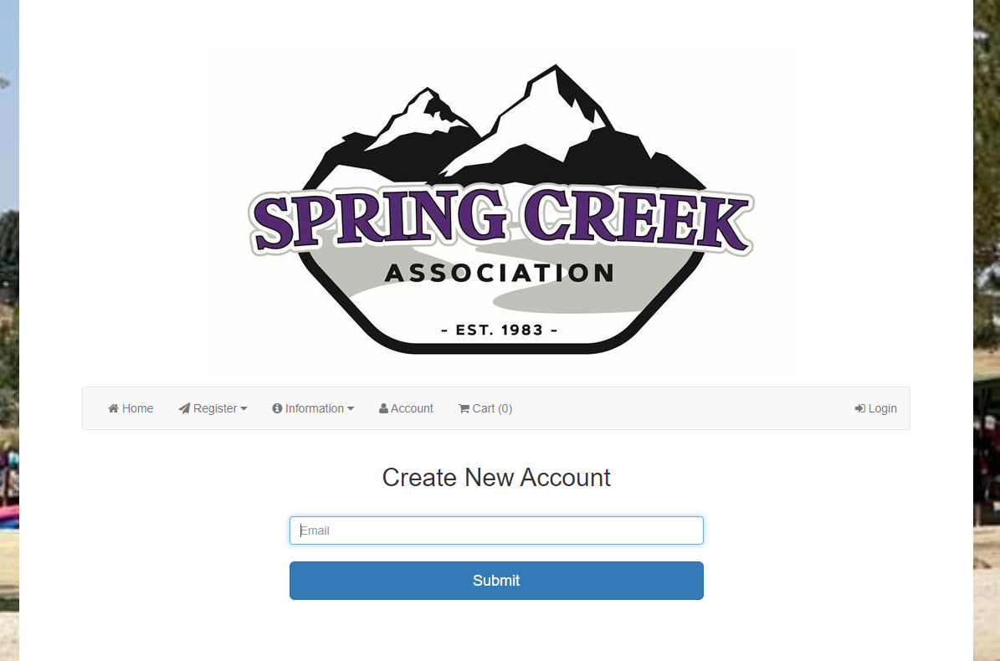 SPRING CREEK
ASSOCIATION
- EST. 1983 -
Home Register Information Account Cart (0) Login
Create New Account
Email
Submit